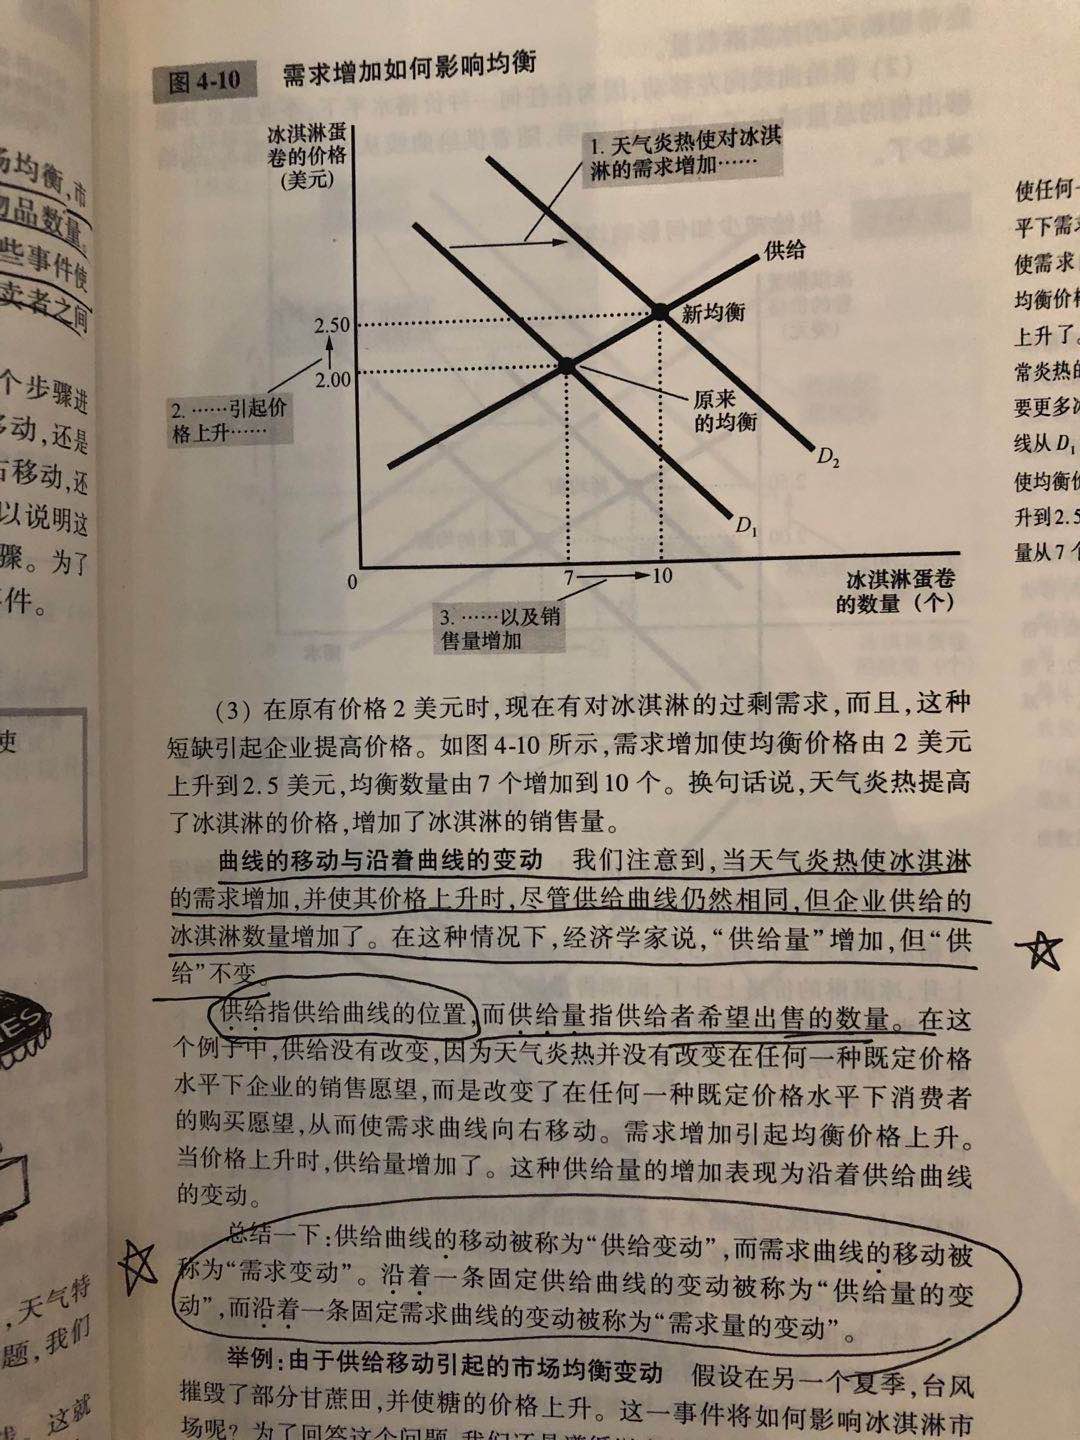 场均衡,市
物品数量。
些事件使
卖者之间
个步骤进
移动,还是
右移动,还
以说明这
骤。为了
件。
使
,天气特
题,我们
这就
图 4-10 需求增加如何影响均衡
冰淇淋蛋
卷的价格
(美元)
1. 天气炎热使对冰淇
淋的需求增加……
供给
新均衡
2.50
2.00
2. ……引起价
格上升……
原来
的均衡
D2
D1
0
7
10
冰淇淋蛋卷
的数量(个)
3. ……以及销
售量增加
(3) 在原有价格 2 美元时,现在有对冰淇淋的过剩需求,而且,这种
短缺引起企业提高价格。如图 4-10 所示,需求增加使均衡价格由 2 美元
上升到 2.5 美元,均衡数量由 7 个增加到 10 个。换句话说,天气炎热提高
了冰淇淋的价格,增加了冰淇淋的销售量。
曲线的移动与沿着曲线的变动 我们注意到,当天气炎热使冰淇淋
的需求增加,并使其价格上升时,尽管供给曲线仍然相同,但企业供给的
冰淇淋数量增加了。在这种情况下,经济学家说,“供给量”增加,但“供
给”不变。
供给指供给曲线的位置,而供给量指供给者希望出售的数量。在这
个例子中,供给没有改变,因为天气炎热并没有改变在任何一种既定价格
水平下企业的销售愿望,而是改变了在任何一种既定价格水平下消费者
的购买愿望,从而使需求曲线向右移动。需求增加引起均衡价格上升。
当价格上升时,供给量增加了。这种供给量的增加表现为沿着供给曲线
的变动。
总结一下:供给曲线的移动被称为“供给变动”,而需求曲线的移动被
称为“需求变动”。沿着一条固定供给曲线的变动被称为“供给量的变
动”,而沿着一条固定需求曲线的变动被称为“需求量的变动”。
举例:由于供给移动引起的市场均衡变动 假设在另一个夏季,台风
摧毁了部分甘蔗田,并使糖的价格上升。这一事件将如何影响冰淇淋市
场呢?为了回答这个问题
使任何一
平下需求
使需求
均衡价格
上升了。
常炎热的
要更多冰
线从 D1
使均衡价
升到2.5
量从7个